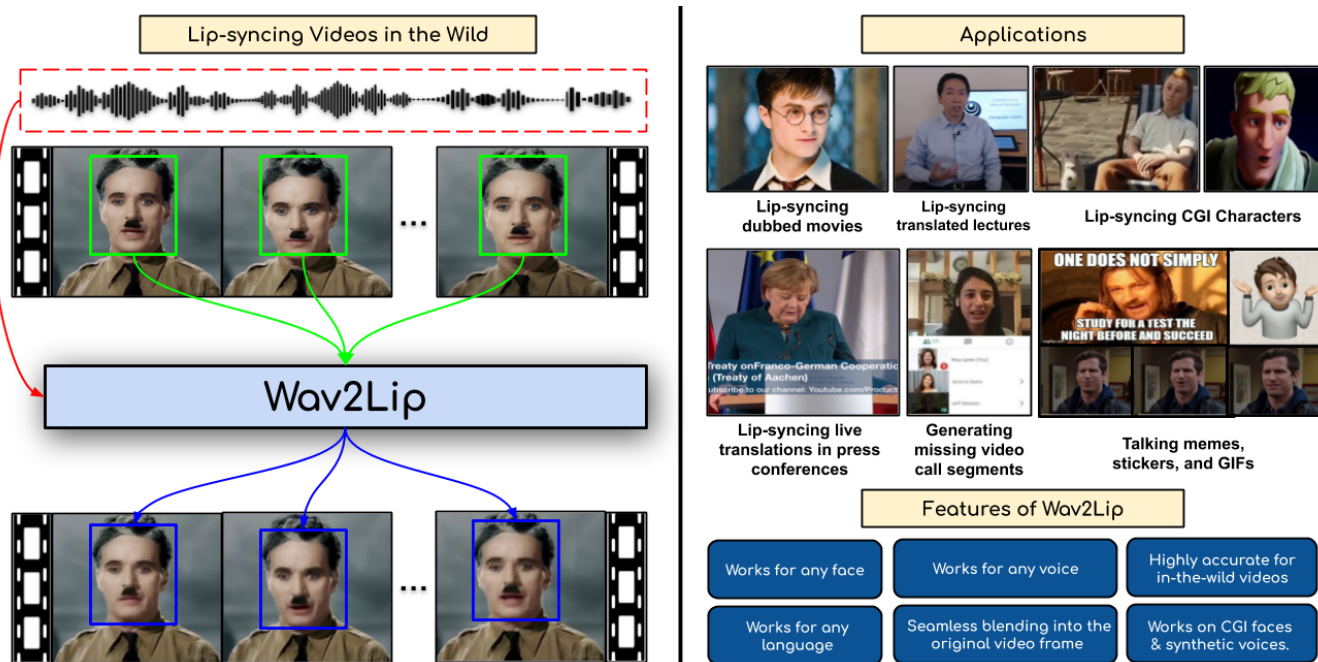 Lip-syncing Videos in the Wild
...
Wav2Lip
...
Applications
Lip-syncing
dubbed movies
Lip-syncing
translated lectures
Lip-syncing CGI Characters
Treaty onFranco-German Cooperatio
(Treaty of Aachen)
ubscribe to our channel: Youtube.com/Product
ONE DOES NOT SIMPLY
STUDY FOR A TEST THE
NIGHT BEFORE AND SUCCEED
Lip-syncing live
translations in press
conferences
Generating
missing video
call segments
Talking memes,
stickers, and GIFs
Features of Wav2Lip
Works for any face
Works for any voice
Highly accurate for
in-the-wild videos
Works for any
language
Seamless blending into the
original video frame
Works on CGI faces
& synthetic voices.